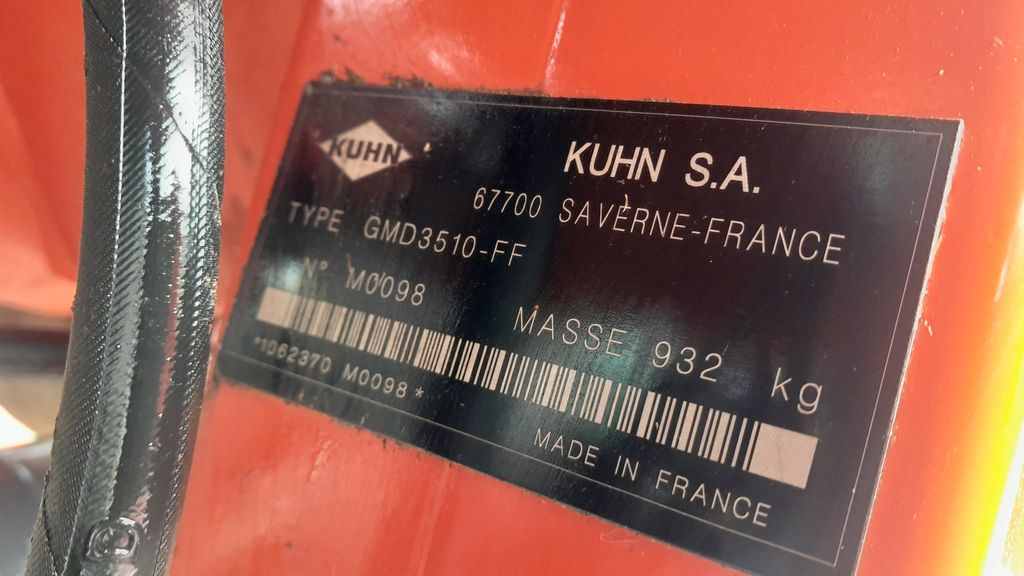 KUHN
KUHN S.A.
67700 SAVERNE-FRANCE
TYPE GMD3510-FF
N° M0098
MASSE 932 kg
*1062370 M0098*
MADE IN FRANCE